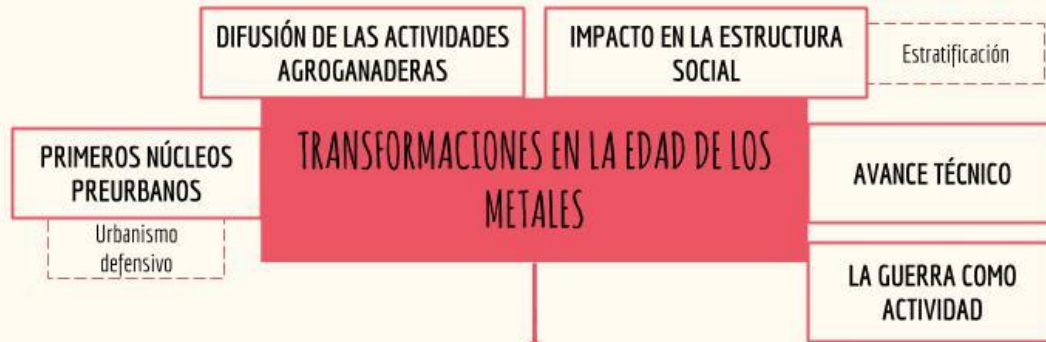 DIFUSIÓN DE LAS ACTIVIDADES
AGROGANADERAS
IMPACTO EN LA ESTRUCTURA
SOCIAL
Estratificación
PRIMEROS NÚCLEOS
PREURBANOS
Urbanismo
defensivo
TRANSFORMACIONES EN LA EDAD DE LOS
METALES
AVANCE TÉCNICO
LA GUERRA COMO
ACTIVIDAD